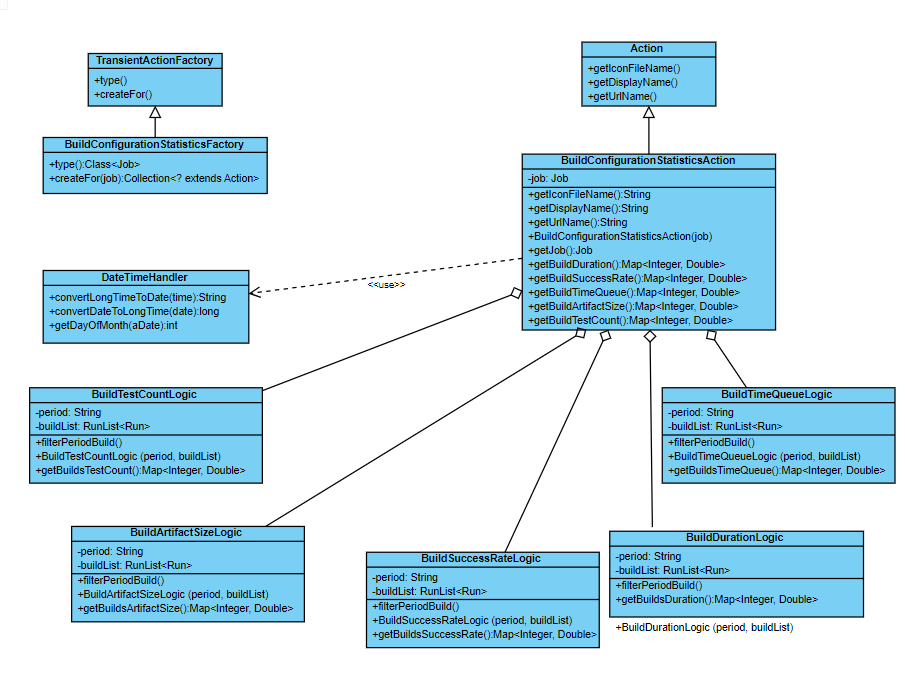 TransientActionFactory
+type()
+createFor()
Action
+getIconFileName()
+getDisplayName()
+getUrlName()
BuildConfigurationStatisticsFactory
+type():Class<Job>
+createFor(job):Collection<? extends Action>
BuildConfigurationStatisticsAction
-job: Job
+getIconFileName():String
+getDisplayName():String
+getUrlName():String
+BuildConfigurationStatisticsAction(job)
+getJob():Job
+getBuildDuration():Map<Integer, Double>
+getBuildSuccessRate():Map<Integer, Double>
+getBuildTimeQueue():Map<Integer, Double>
+getBuildArtifactSize():Map<Integer, Double>
+getBuildTestCount():Map<Integer, Double>
DateTimeHandler
+convertLongTimeToDate(time):String
+convertDateToLongTime(date):long
+getDayOfMonth(aDate):int
<<use>>
BuildTestCountLogic
-period: String
-buildList: RunList<Run>
+filterPeriodBuild()
+BuildTestCountLogic (period, buildList)
+getBuildsTestCount():Map<Integer, Double>
BuildTimeQueueLogic
-period: String
-buildList: RunList<Run>
+filterPeriodBuild()
+BuildTimeQueueLogic (period, buildList)
+getBuildsTimeQueue():Map<Integer, Double>
BuildArtifactSizeLogic
-period: String
-buildList: RunList<Run>
+filterPeriodBuild()
+BuildArtifactSizeLogic (period, buildList)
+getBuildsArtifactSize():Map<Integer, Double>
BuildSuccessRateLogic
-period: String
-buildList: RunList<Run>
+filterPeriodBuild()
+BuildSuccessRateLogic (period, buildList)
+getBuildsSuccessRate():Map<Integer, Double>
BuildDurationLogic
-period: String
-buildList: RunList<Run>
+filterPeriodBuild()
+getBuildsDuration():Map<Integer, Double>
+BuildDurationLogic (period, buildList)